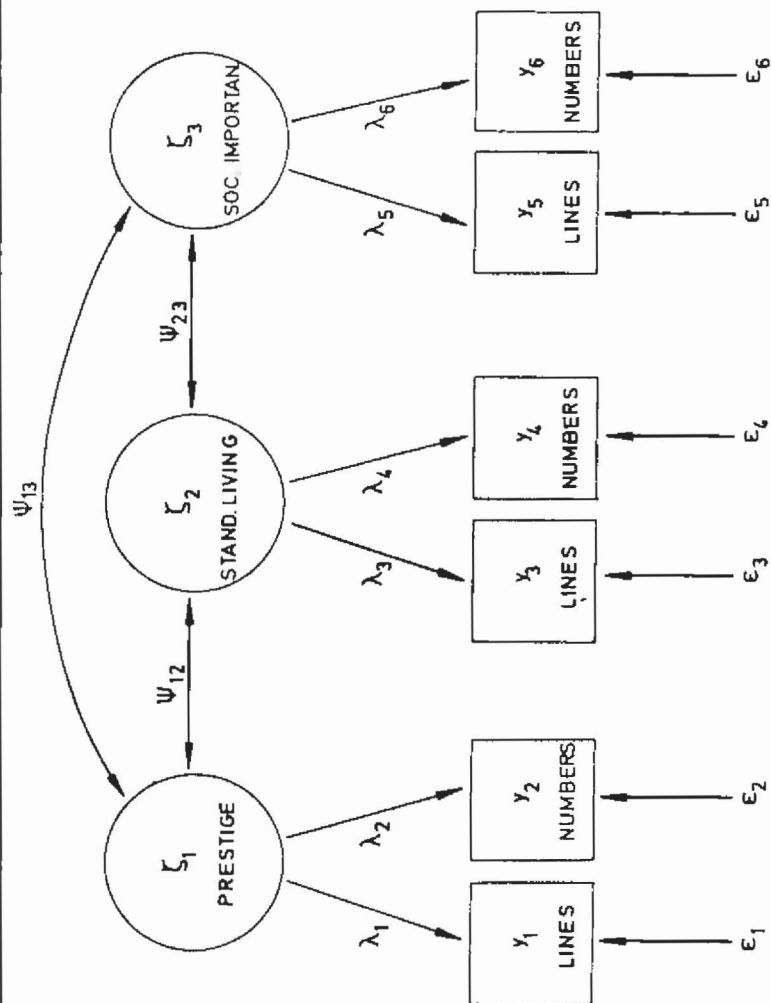 Ψ13
Ψ12
Ψ23
ζ1
PRESTIGE
ζ2
STAND. LIVING
ζ3
SOC. IMPORTAN.
λ1
λ2
λ3
λ4
λ5
λ6
y1
LINES
y2
NUMBERS
y3
LINES
y4
NUMBERS
y5
LINES
y6
NUMBERS
ε1
ε2
ε3
ε4
ε5
ε6